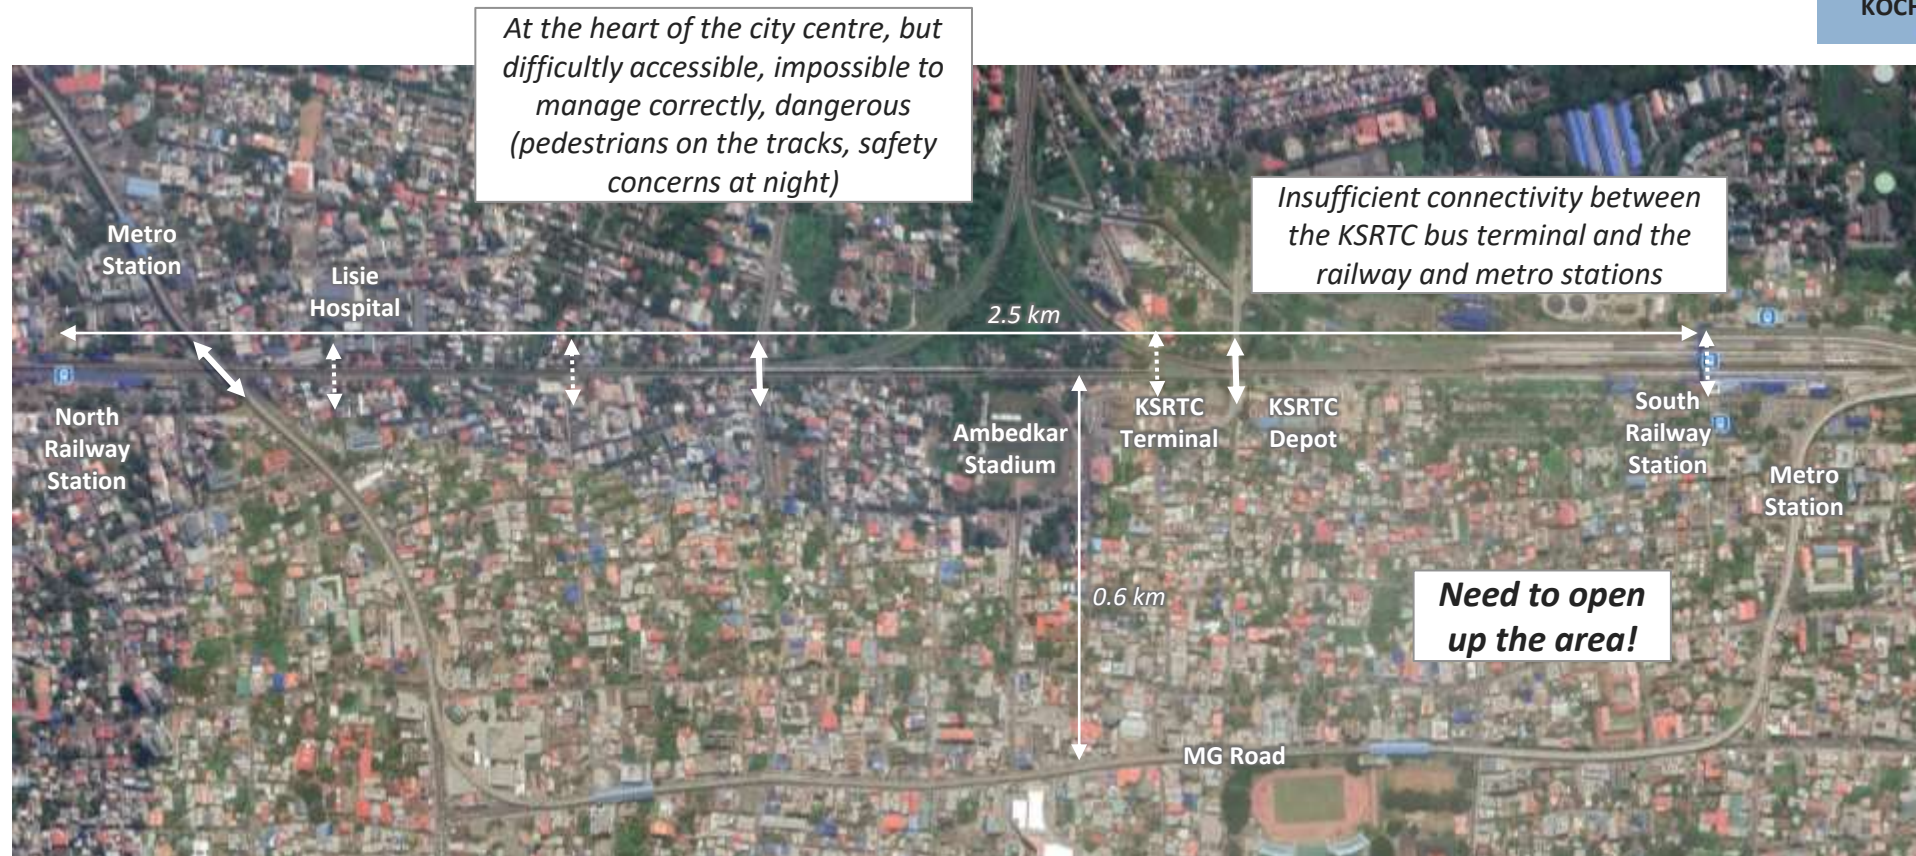 KOCH
At the heart of the city centre, but
difficultly accessible, impossible to
manage correctly, dangerous
(pedestrians on the tracks, safety
concerns at night)
Insufficient connectivity between
the KSRTC bus terminal and the
railway and metro stations
Metro
Station
Lisie
Hospital
2.5 km
North
Railway
Station
Ambedkar
Stadium
KSRTC
Terminal
KSRTC
Depot
South
Railway
Station
Metro
Station
0.6 km
Need to open
up the area!
MG Road